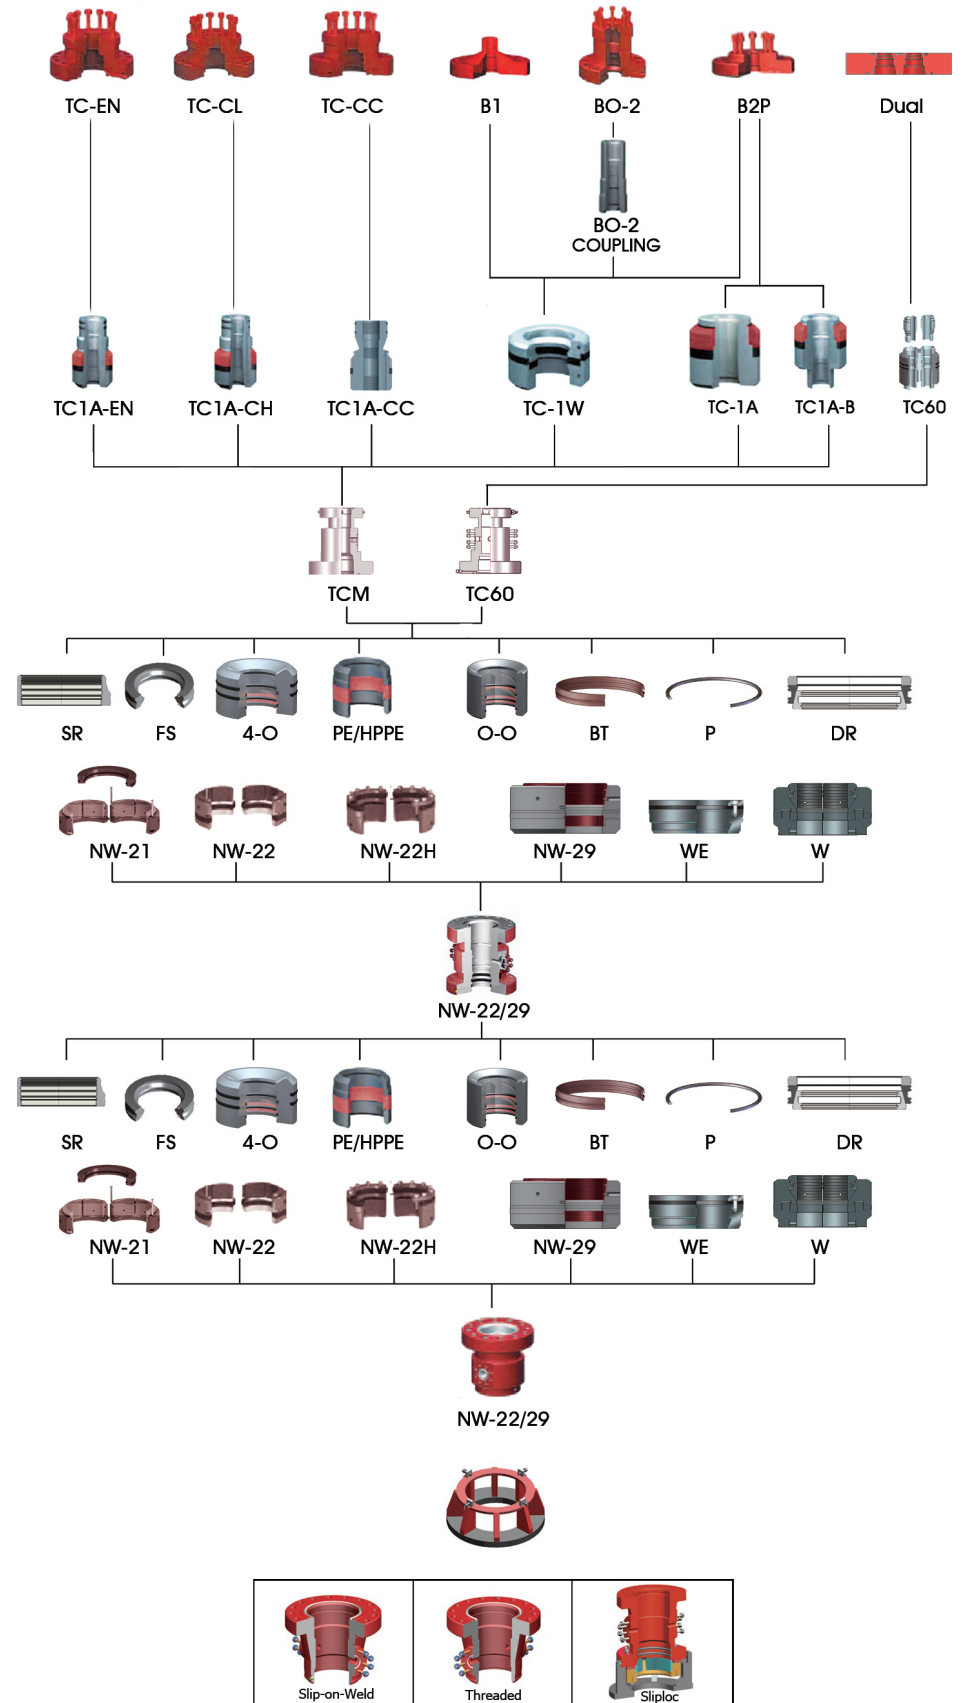 TC-EN TC-CL TC-CC B1 BO-2 B2P Dual
BO-2
COUPLING
TC1A-EN TC1A-CH TC1A-CC TC-1W TC-1A TC1A-B TC60
TCM TC60
SR FS 4-O PE/HPPE O-O BT P DR
NW-21 NW-22 NW-22H NW-29 WE W
NW-22/29
SR FS 4-O PE/HPPE O-O BT P DR
NW-21 NW-22 NW-22H NW-29 WE W
NW-22/29
Slip-on-Weld Threaded Sliploc